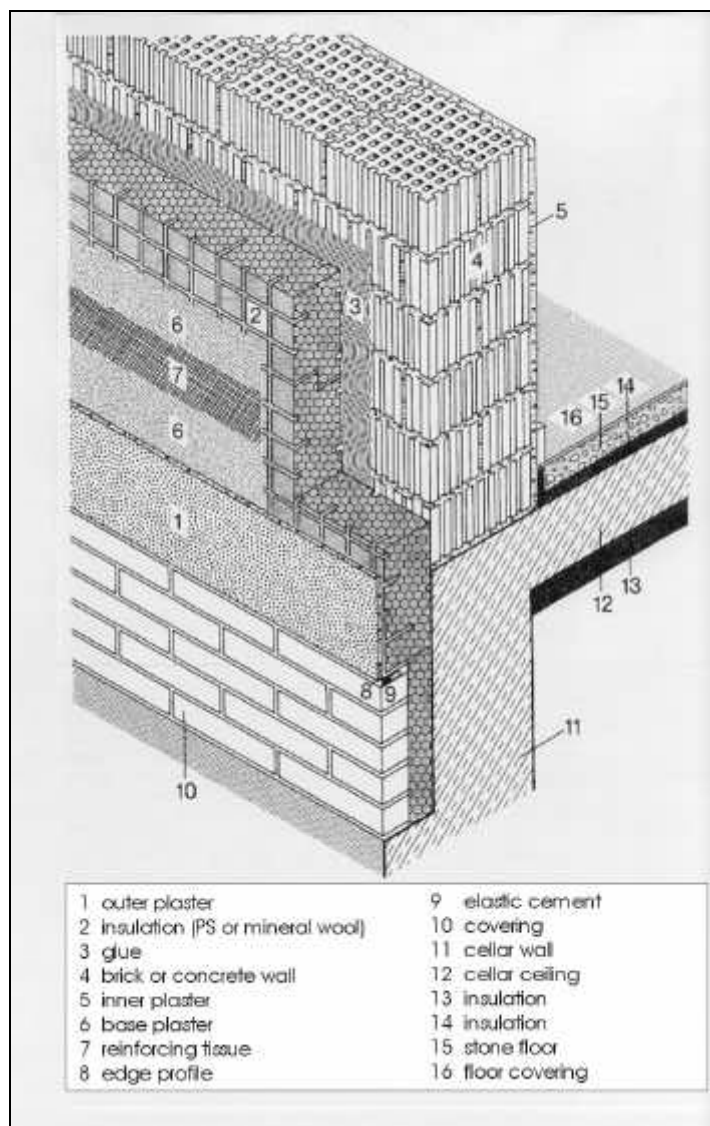 5
4
3
2
6
7
6
1
14
15
16
13
12
8
9
11
10
1 outer plaster
2 insulation (PS or mineral wool)
3 glue
4 brick or concrete wall
5 inner plaster
6 base plaster
7 reinforcing tissue
8 edge profile
9 elastic cement
10 covering
11 cellar wall
12 cellar ceiling
13 insulation
14 insulation
15 stone floor
16 floor covering